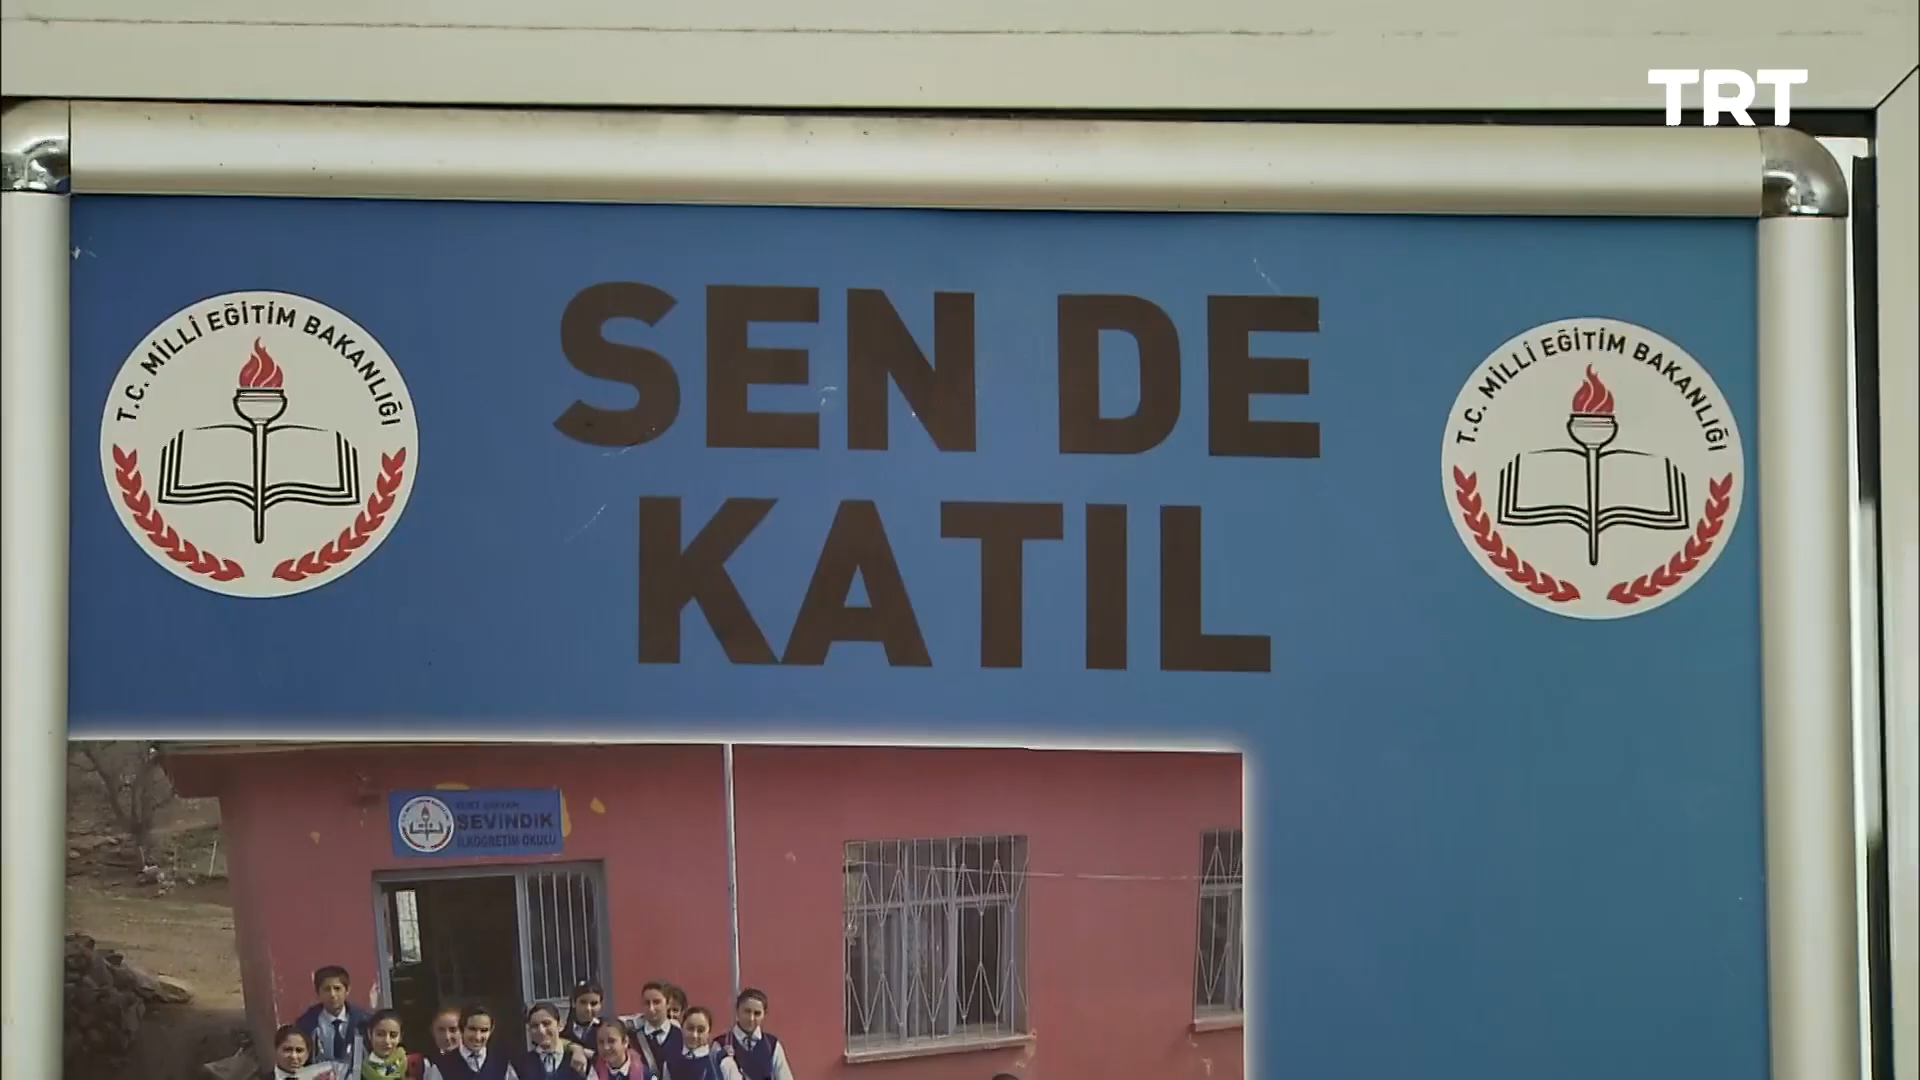 TRT
T.C. MİLLÎ EĞİTİM BAKANLIĞI
SEN DE
KATIL
T.C. MİLLÎ EĞİTİM BAKANLIĞI
SEVİNDİK
İLKÖĞRETİM OKULU